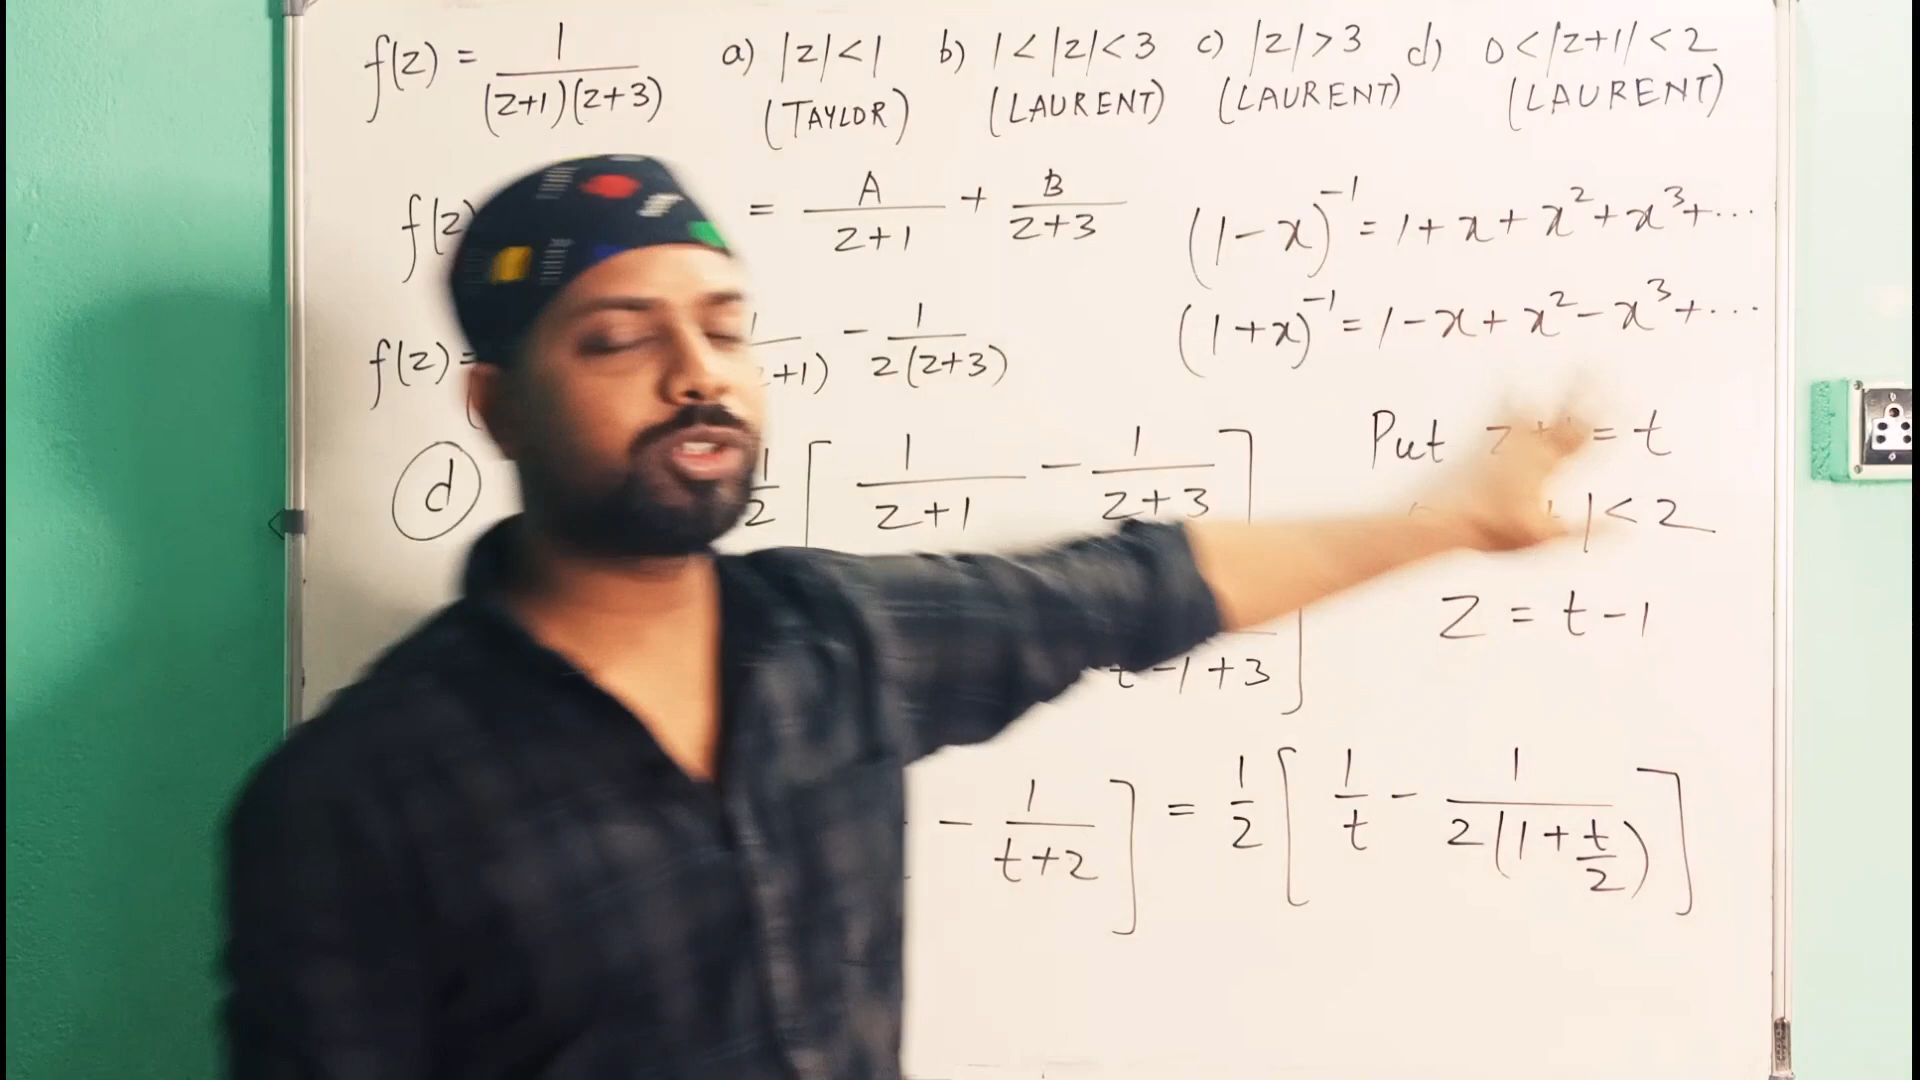 f(z) = 1/((z+1)(z+3)) a) |z|<1 b) 1<|z|<3 c) |z|>3 d) 0<|z+1|<2
(TAYLOR) (LAURENT) (LAURENT) (LAURENT)
f(z) = A/(z+1) + B/(z+3) (1-x)^-1 = 1+x+x^2+x^3+...
f(z)= +1) - 1/(2(z+3)) (1+x)^-1 = 1-x+x^2-x^3+...
d 1/2 [ 1/(z+1) - 1/(z+3) ] Put = t
|<2
z = t-1
t-1+3 ]
- 1/(t+2) ] = 1/2 [ 1/t - 1/(2(1+t/2)) ]